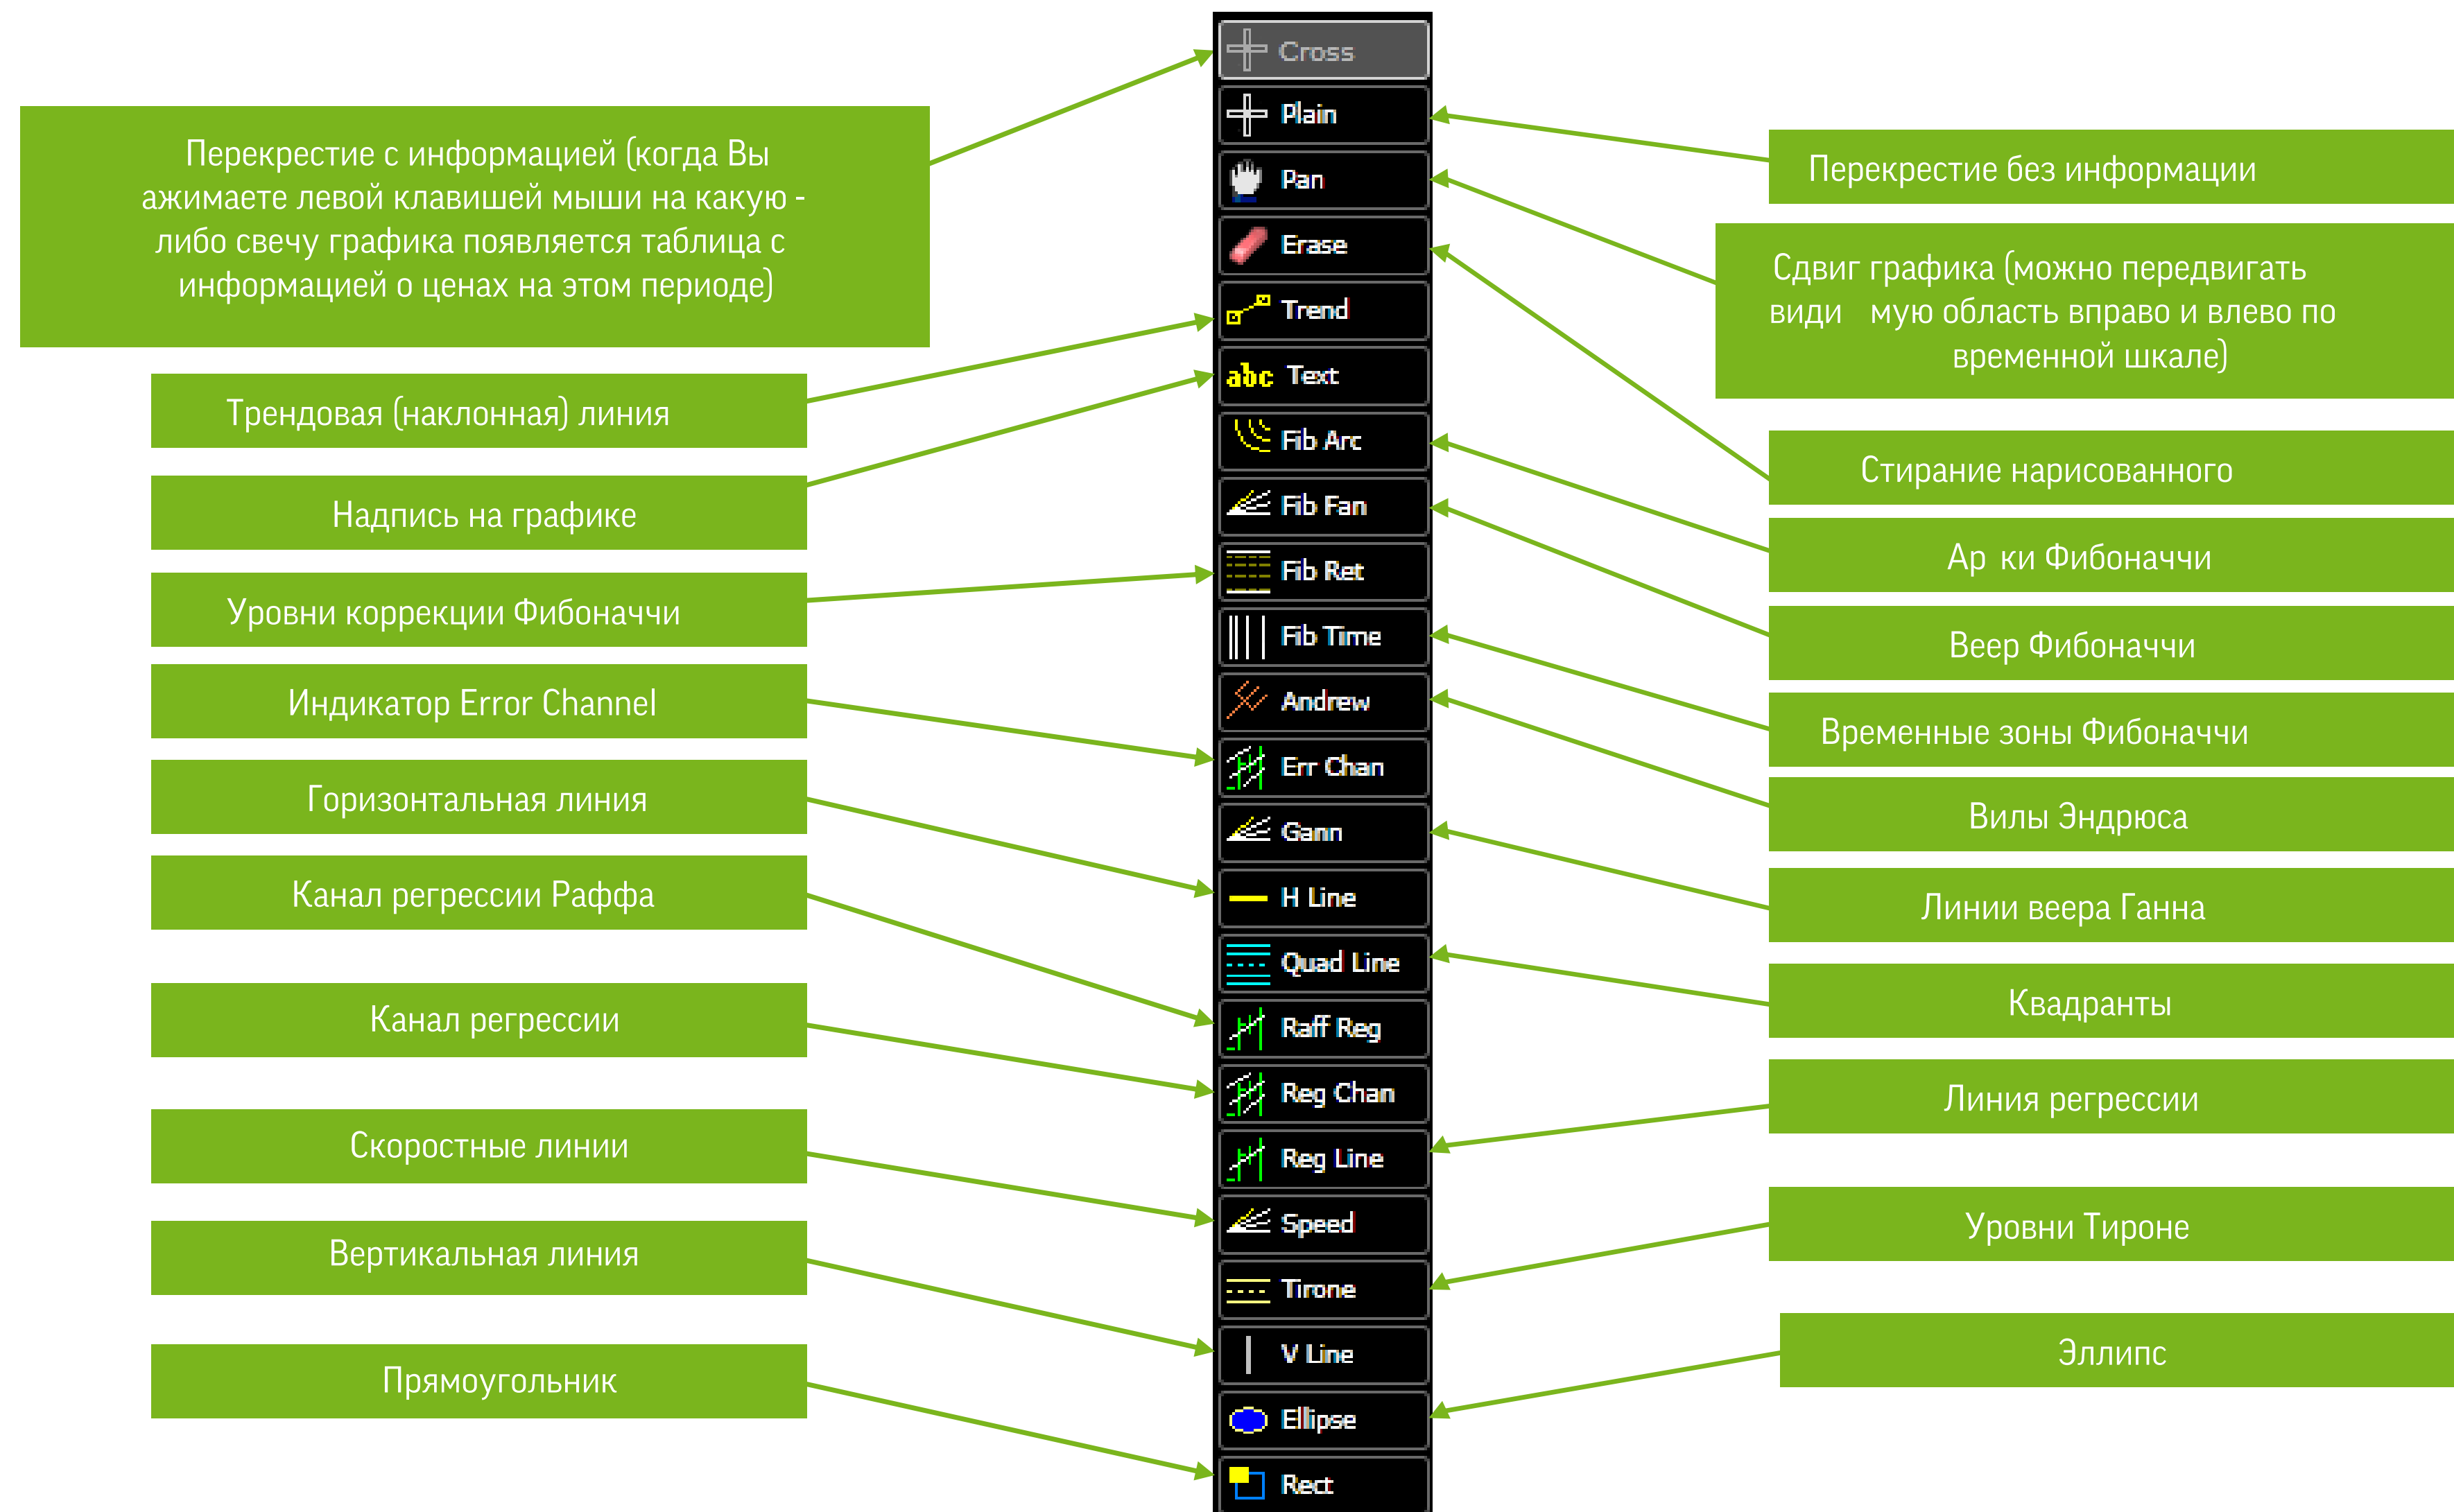 Cross
Plain
Pan
Erase
Trend
Text
Fib Arc
Fib Fan
Fib Ret
Fib Time
Andrew
Err Chan
Gann
H Line
Quad Line
Raff Reg
Reg Chan
Reg Line
Speed
Tirone
V Line
Ellipse
Rect
Перекрестие с информацией (когда Вы
ажимаете левой клавишей мыши на какую -
либо свечу графика появляется таблица с
информацией о ценах на этом периоде)
Трендовая (наклонная) линия
Надпись на графике
Уровни коррекции Фибоначчи
Индикатор Error Channel
Горизонтальная линия
Канал регрессии Раффа
Канал регрессии
Скоростные линии
Вертикальная линия
Прямоугольник
Перекрестие без информации
Сдвиг графика (можно передвигать
види мую область вправо и влево по
временной шкале)
Стирание нарисованного
Ар ки Фибоначчи
Веер Фибоначчи
Временные зоны Фибоначчи
Вилы Эндрюса
Линии веера Ганна
Квадранты
Линия регрессии
Уровни Тироне
Эллипс